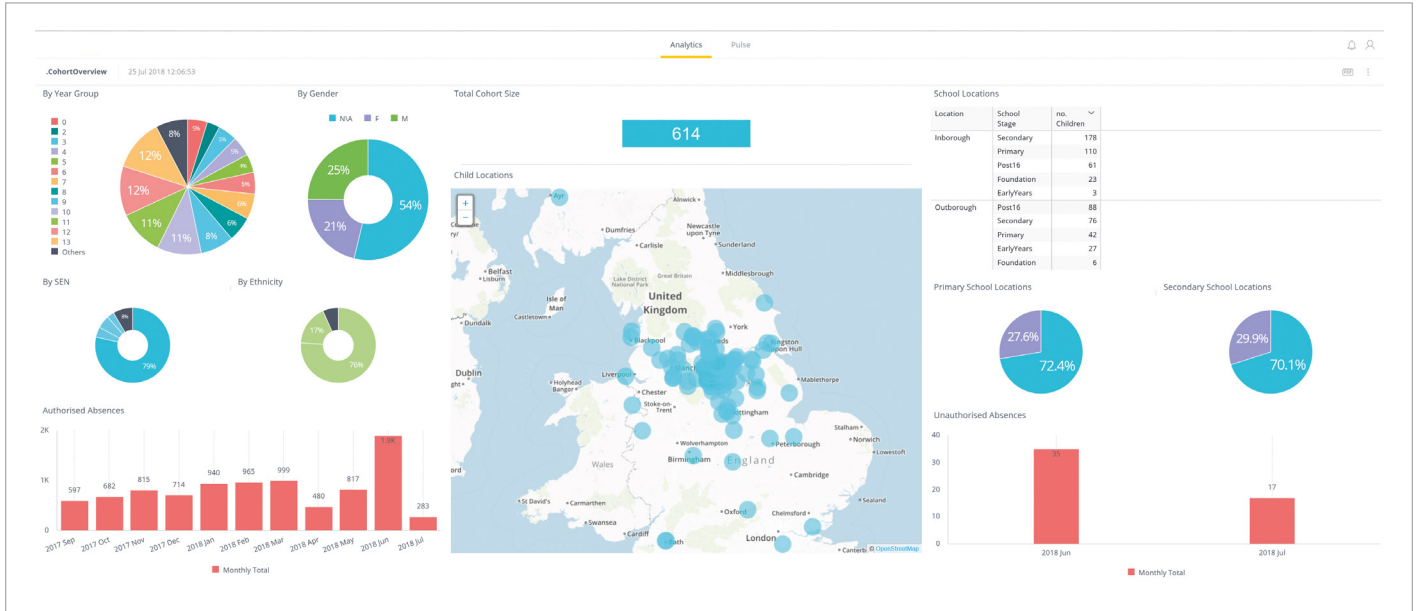 Analytics Pulse
.CohortOverview 25 Jul 2018 12:06:53
By Year Group
0
2
3
4
5
6
7
8
9
10
11
12
13
Others
8%
5%
5%
5%
4%
5%
6%
6%
8%
11%
11%
12%
12%
By Gender
N\A F M
25%
54%
21%
By SEN
8%
79%
By Ethnicity
17%
76%
Authorised Absences
2K
1K
0
597
682
815
714
940
965
999
480
817
1.9K
283
2017 Sep 2017 Oct 2017 Nov 2017 Dec 2018 Jan 2018 Feb 2018 Mar 2018 Apr 2018 May 2018 Jun 2018 Jul
Monthly Total
Total Cohort Size
614
Child Locations
+
−
Ayr
Alnwick
Dumfries
Newcastle
upon Tyne
Carlisle
Sunderland
Belfast
Lisburn
Lake District
National Park
Great Britain
Middlesbrough
Isle of
Man
United
Kingdom
Castletown
Dundalk
York
Blackpool
Kingston
upon Hull
Dublin
Liverpool
Holyhead
Bangor
Mablethorpe
Chester
Stoke-on-
Trent
Nottingham
Stalham
Norwich
Wolverhampton
Peterborough
Lowestoft
Wales
Birmingham
England
Cambridge
St David's
Carmarthen
Sealand
Oxford
Chelmsford
Swansea
Cardiff
Bath
London
© OpenStreetMap
School Locations
Location School Stage no. Children
Inborough Secondary 178
Primary 110
Post16 61
Foundation 23
EarlyYears 3
Outborough Post16 88
Secondary 76
Primary 42
EarlyYears 27
Foundation 6
Primary School Locations
27.6%
72.4%
Secondary School Locations
29.9%
70.1%
Unauthorised Absences
40
30
20
10
0
35
17
2018 Jun 2018 Jul
Monthly Total